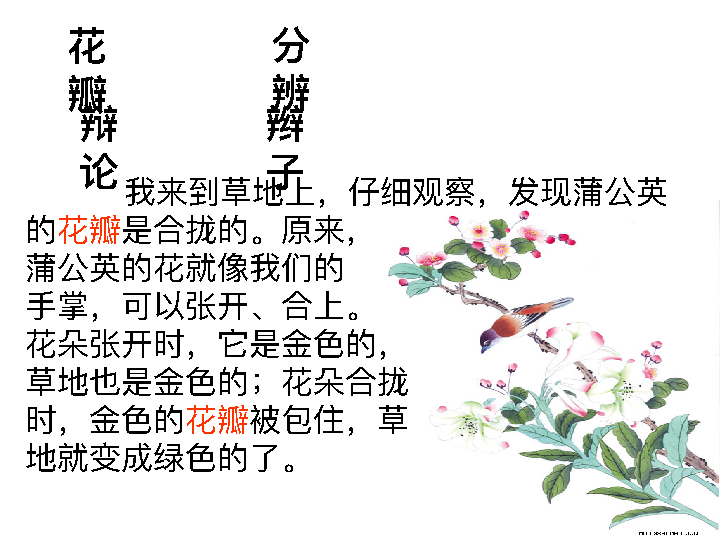 花瓣
分辨
辩论
辫子
我来到草地上，仔细观察，发现蒲公英
的花瓣是合拢的。原来，
蒲公英的花就像我们的
手掌，可以张开、合上。
花朵张开时，它是金色的，
草地也是金色的；花朵合拢
时，金色的花瓣被包住，草
地就变成绿色的了。